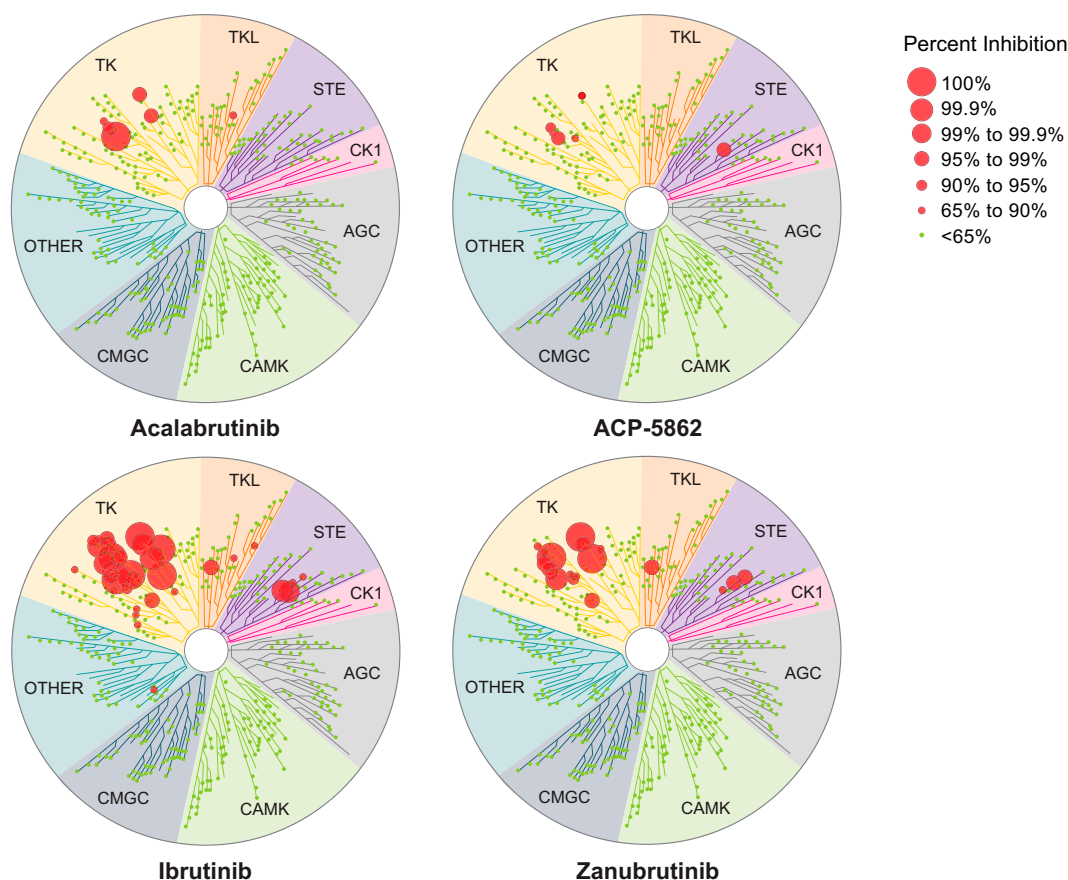 TK
TKL
STE
CK1
AGC
CAMK
CMGC
OTHER
Acalabrutinib
TK
TKL
STE
CK1
AGC
CAMK
CMGC
OTHER
ACP-5862
Percent Inhibition
100%
99.9%
99% to 99.9%
95% to 99%
90% to 95%
65% to 90%
<65%
TK
TKL
STE
CK1
AGC
CAMK
CMGC
OTHER
Ibrutinib
TK
TKL
STE
CK1
AGC
CAMK
CMGC
OTHER
Zanubrutinib